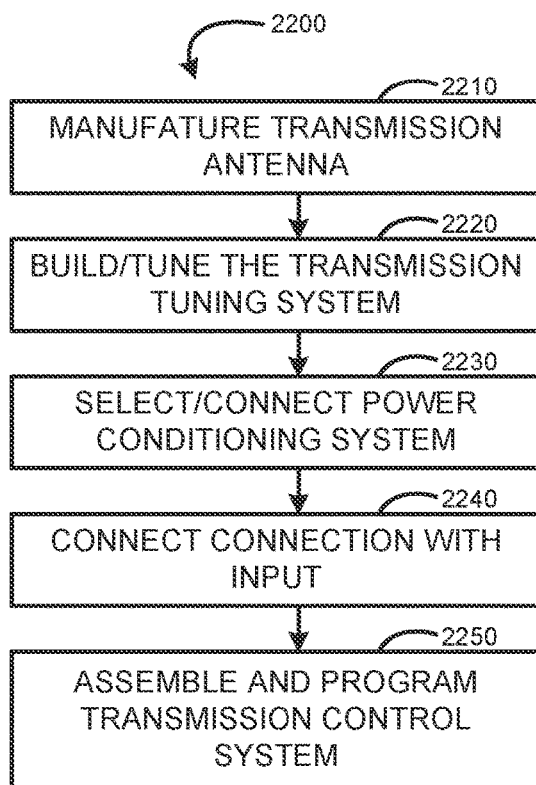 2200
2210
MANUFATURE TRANSMISSION
ANTENNA
2220
BUILD/TUNE THE TRANSMISSION
TUNING SYSTEM
2230
SELECT/CONNECT POWER
CONDITIONING SYSTEM
2240
CONNECT CONNECTION WITH
INPUT
2250
ASSEMBLE AND PROGRAM
TRANSMISSION CONTROL
SYSTEM